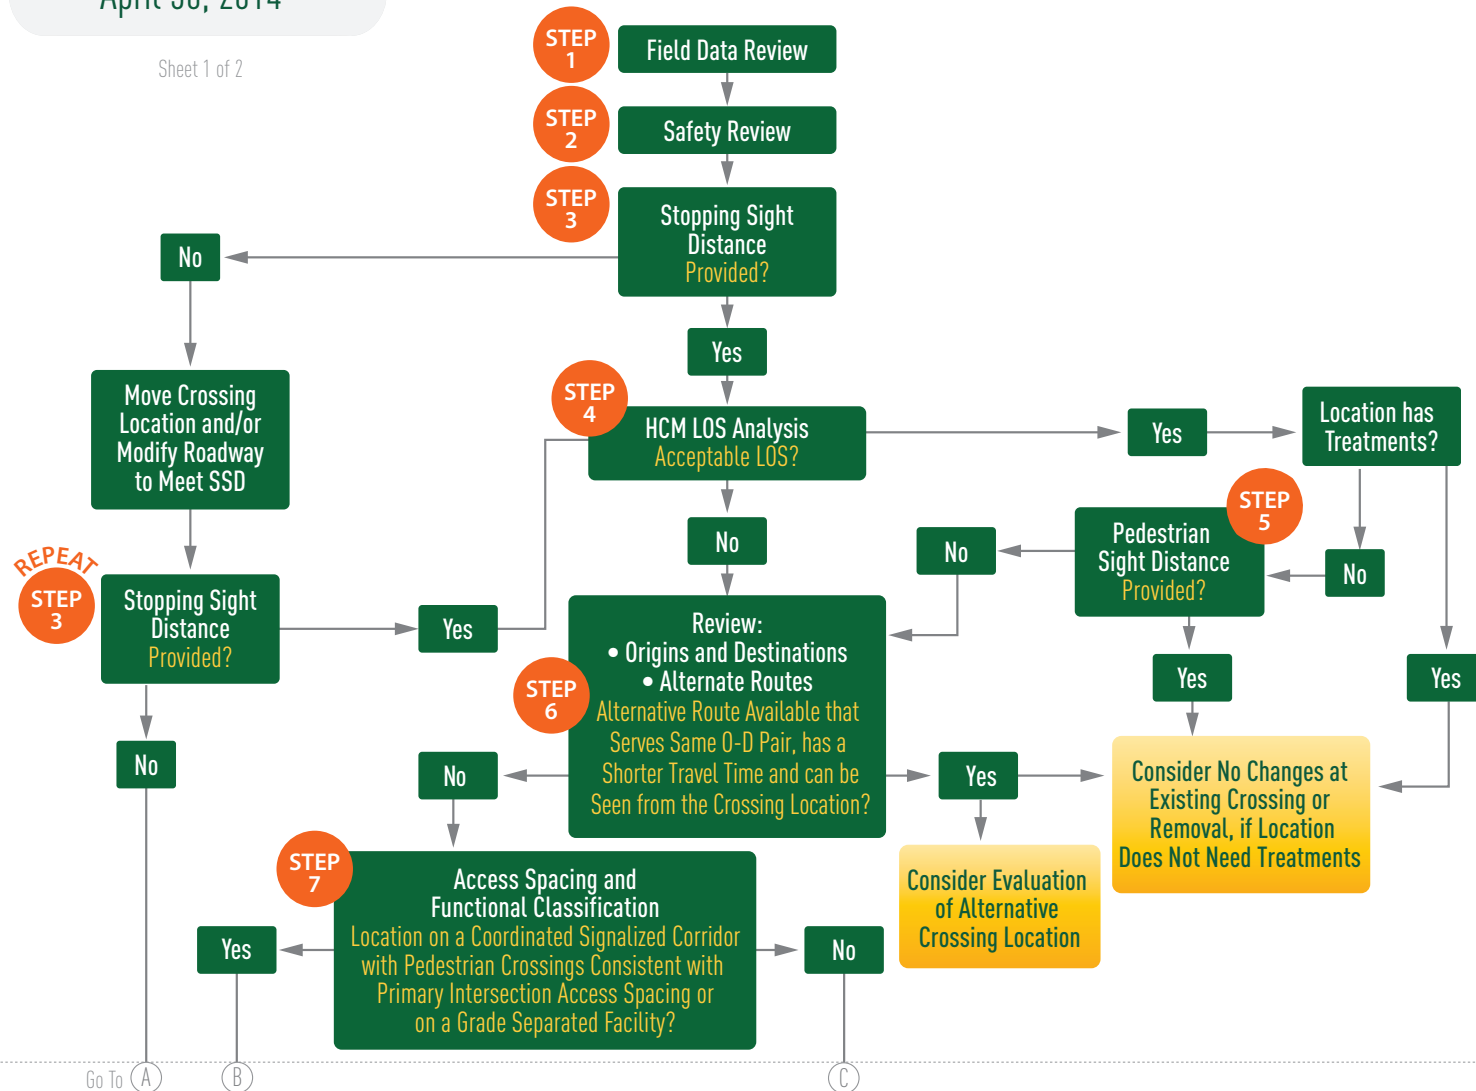 April 30, 2014
Sheet 1 of 2
STEP
1
Field Data Review
STEP
2
Safety Review
STEP
3
Stopping Sight
Distance
Provided?
No
Yes
Move Crossing
Location and/or
Modify Roadway
to Meet SSD
STEP
4
HCM LOS Analysis
Acceptable LOS?
Yes
Location has
Treatments?
No
STEP
5
Pedestrian
Sight Distance
Provided?
No
No
REPEAT
STEP
3
Stopping Sight
Distance
Provided?
Yes
STEP
6
Review:
• Origins and Destinations
• Alternate Routes
Alternative Route Available that
Serves Same O-D Pair, has a
Shorter Travel Time and can be
Seen from the Crossing Location?
Yes
Yes
No
No
Yes
Consider No Changes at
Existing Crossing or
Removal, if Location
Does Not Need Treatments
Consider Evaluation
of Alternative
Crossing Location
STEP
7
Access Spacing and
Functional Classification
Location on a Coordinated Signalized Corridor
with Pedestrian Crossings Consistent with
Primary Intersection Access Spacing or
on a Grade Separated Facility?
Yes
No
Go To A
B
C